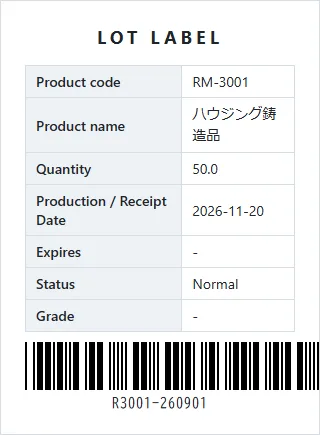 LOT LABEL
Product code RM-3001
Product name ハウジング鋳
造品
Quantity 50.0
Production / Receipt
Date 2026-11-20
Expires -
Status Normal
Grade -
R3001-260901